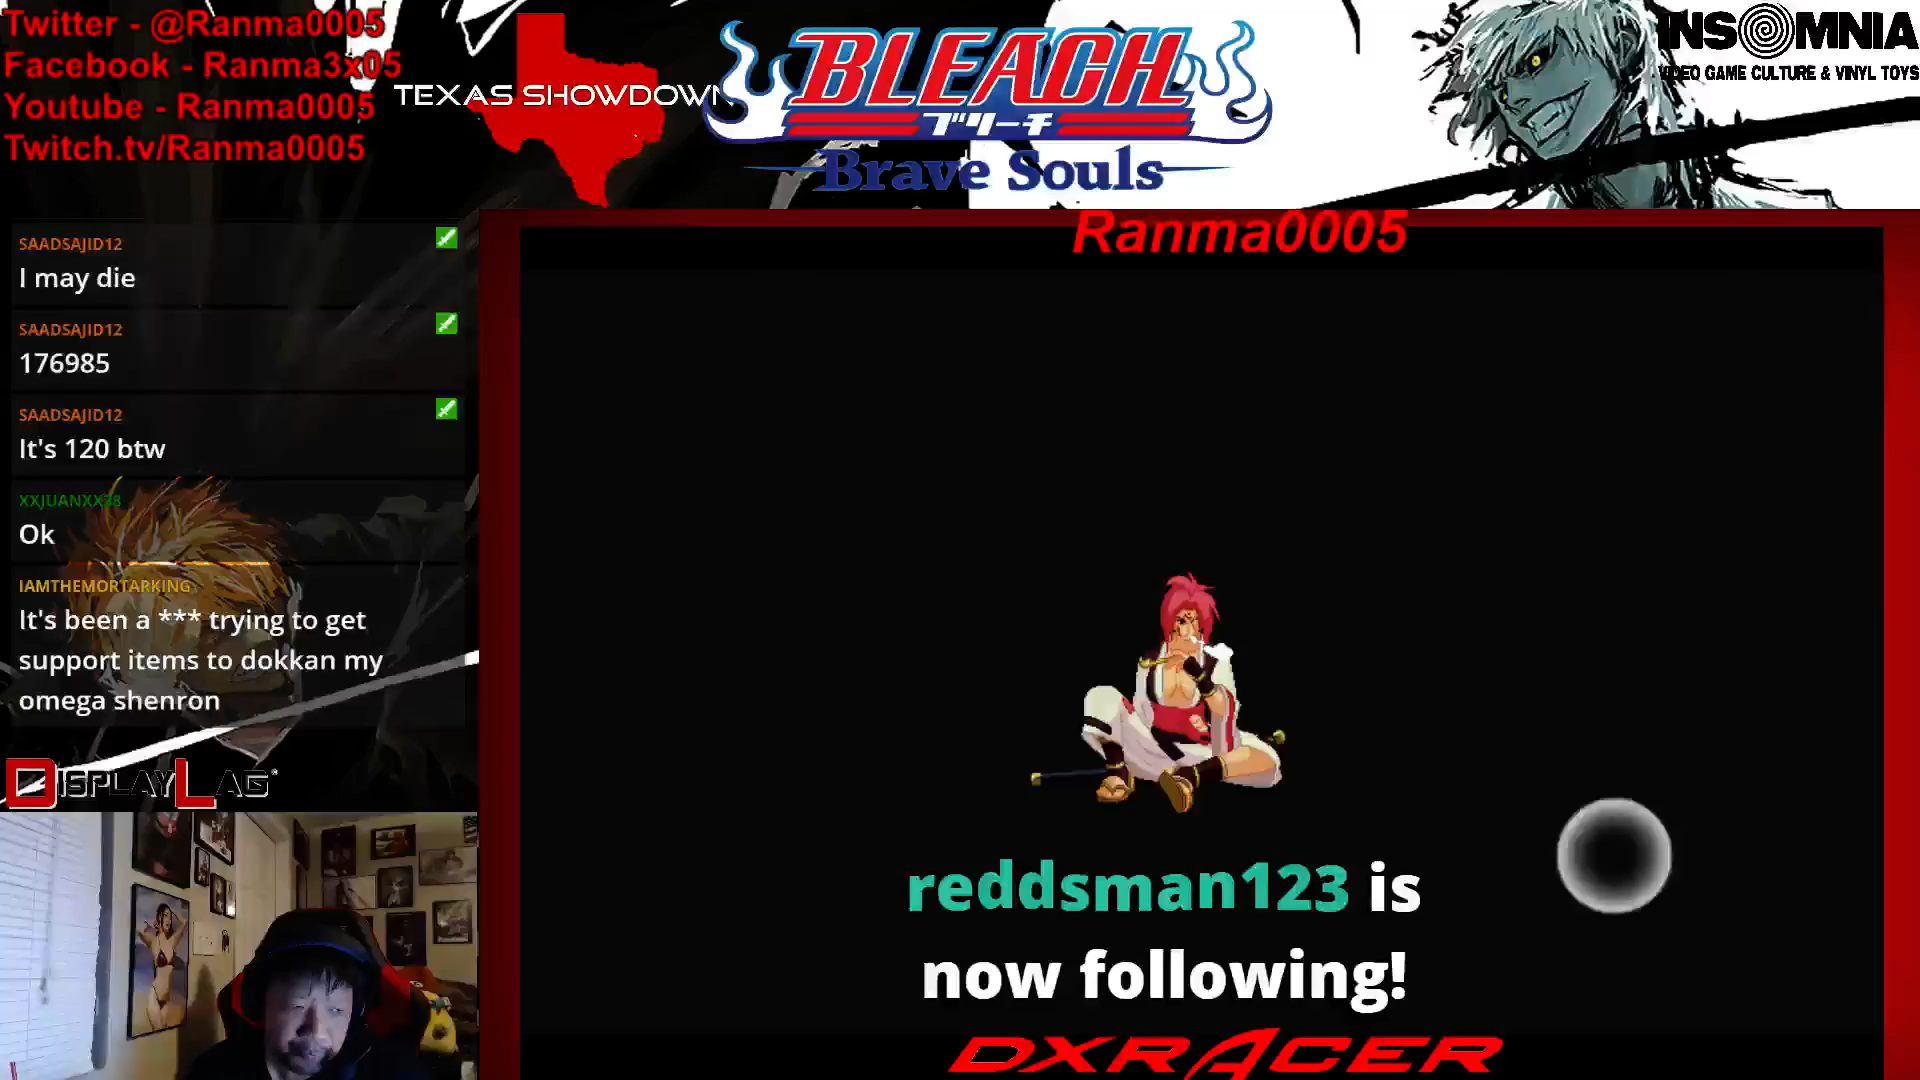 Twitter - @Ranma0005
Facebook - Ranma3x05
Youtube - Ranma0005
Twitch.tv/Ranma0005
TEXAS SHOWDOWN
BLEACH
ブリーチ
Brave Souls
INSOMNIA
VIDEO GAME CULTURE & VINYL TOYS
Ranma0005
SAADSAJID12
I may die
SAADSAJID12
176985
SAADSAJID12
It's 120 btw
XXJUANXX38
Ok
IAMTHEMORTARKING
It's been a *** trying to get
support items to dokkan my
omega shenron
DISPLAYLAG
reddsman123 is
now following!
DXRACER